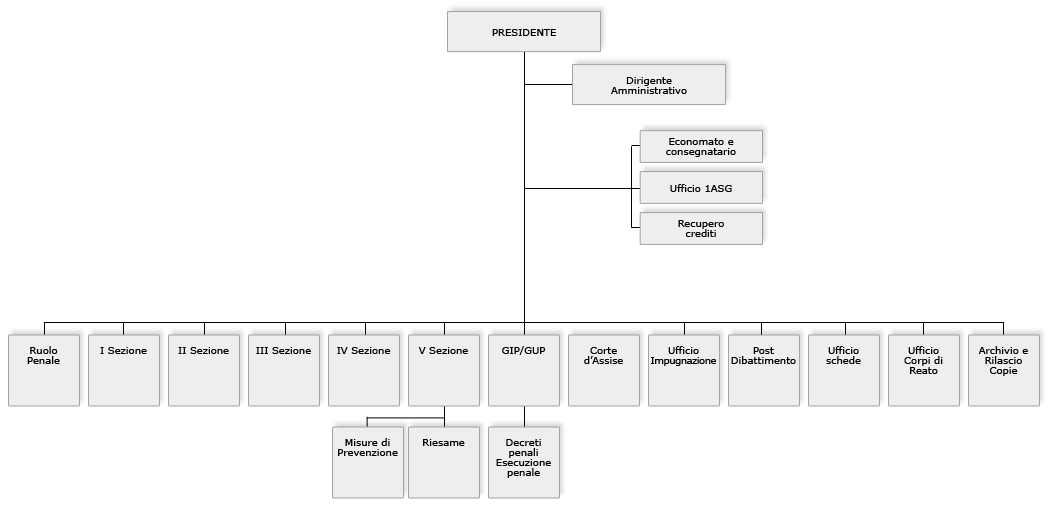 PRESIDENTE
Dirigente
Amministrativo
Economato e
consegnatario
Ufficio 1ASG
Recupero
crediti
Ruolo
Penale
I Sezione
II Sezione
III Sezione
IV Sezione
V Sezione
GIP/GUP
Corte
d'Assise
Ufficio
Impugnazione
Post
Dibattimento
Ufficio
schede
Ufficio
Corpi di
Reato
Archivio e
Rilascio
Copie
Misure di
Prevenzione
Riesame
Decreti
penali
Esecuzione
penale